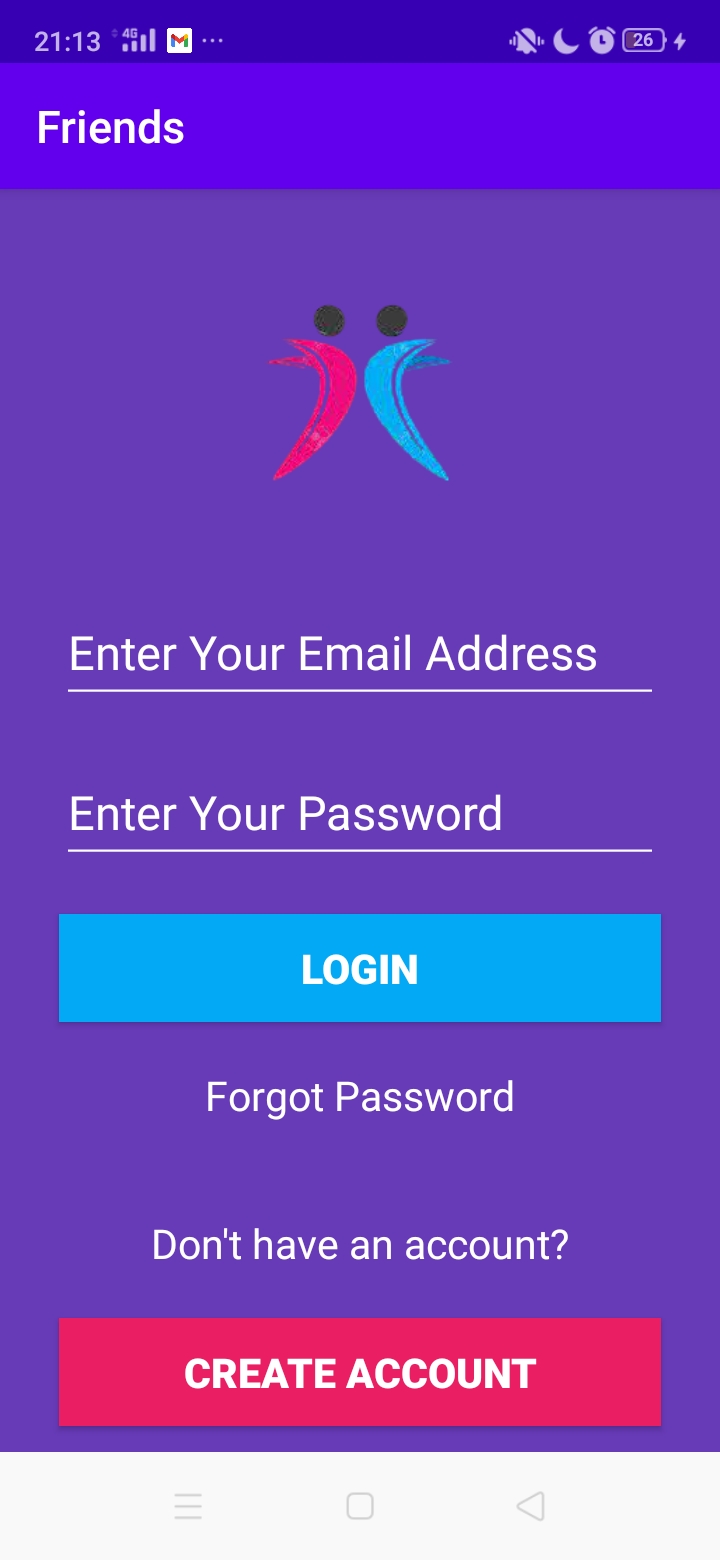 21:13 4G 26
Friends
Enter Your Email Address
Enter Your Password
LOGIN
Forgot Password
Don't have an account?
CREATE ACCOUNT